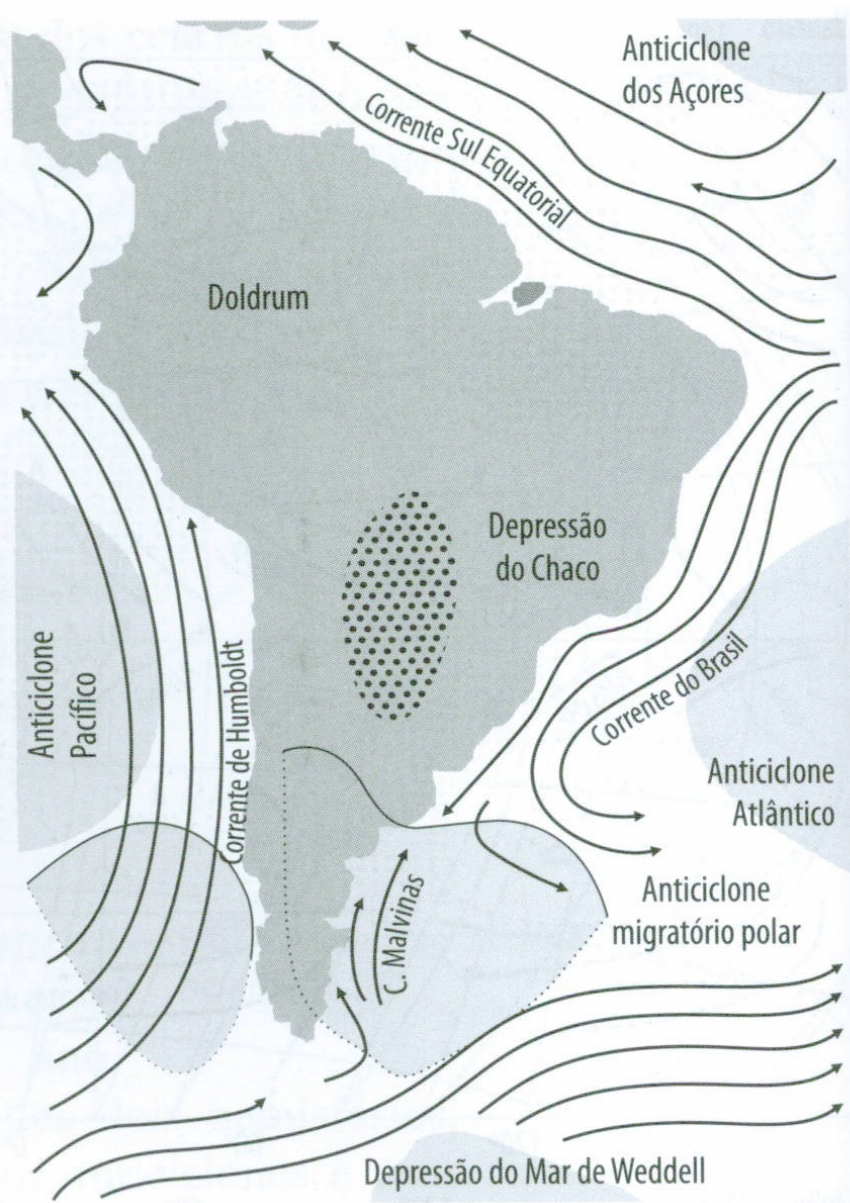 Anticiclone
dos Açores
Corrente Sul Equatorial
Doldrum
Depressão
do Chaco
Anticiclone
Pacífico
Corrente de Humboldt
Corrente do Brasil
Anticiclone
Atlântico
C. Malvinas
Anticiclone
migratório polar
Depressão do Mar de Weddell